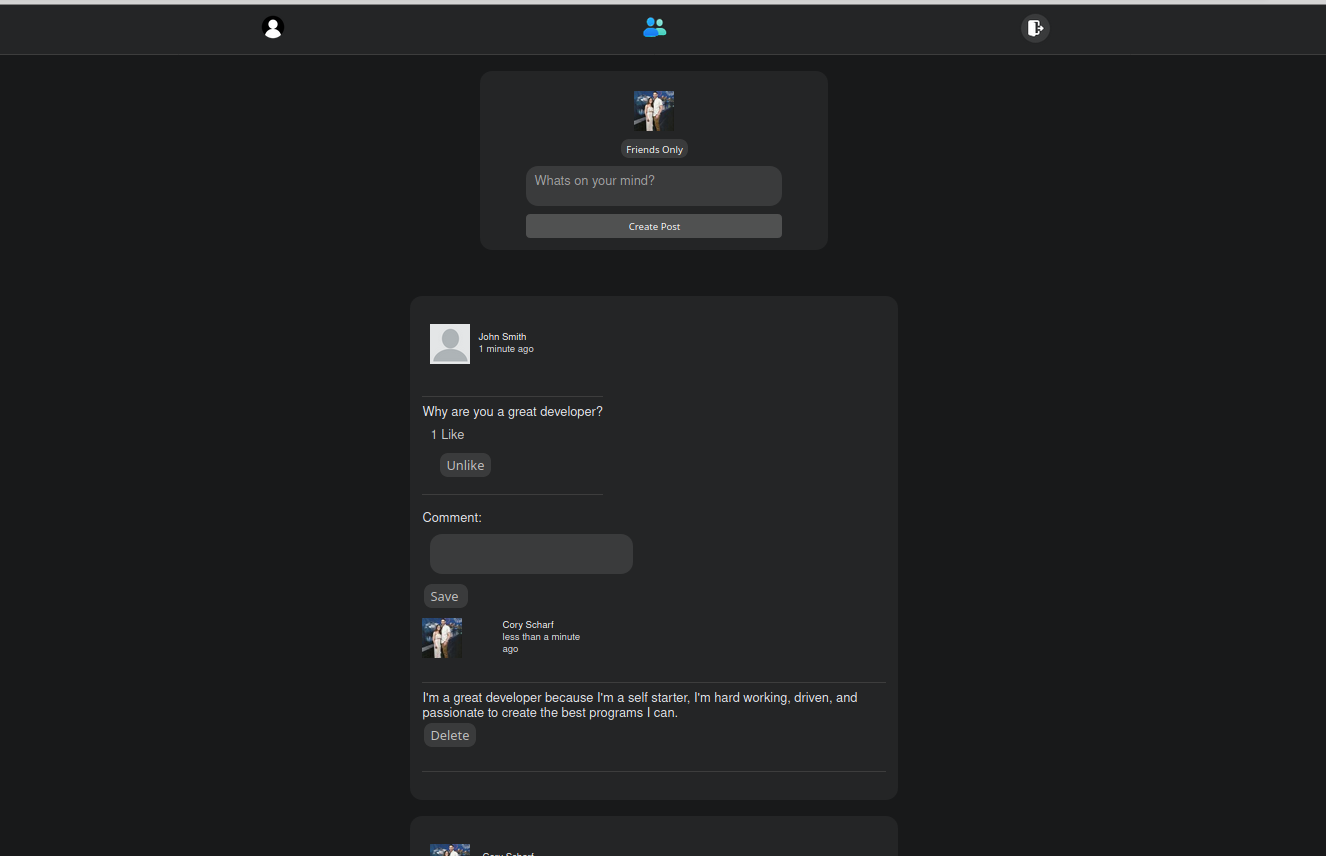 Friends Only
Whats on your mind?
Create Post
John Smith
1 minute ago
Why are you a great developer?
1 Like
Unlike
Comment:
Save
Cory Scharf
less than a minute
ago
I'm a great developer because I'm a self starter, I'm hard working, driven, and
passionate to create the best programs I can.
Delete
Cory Scharf